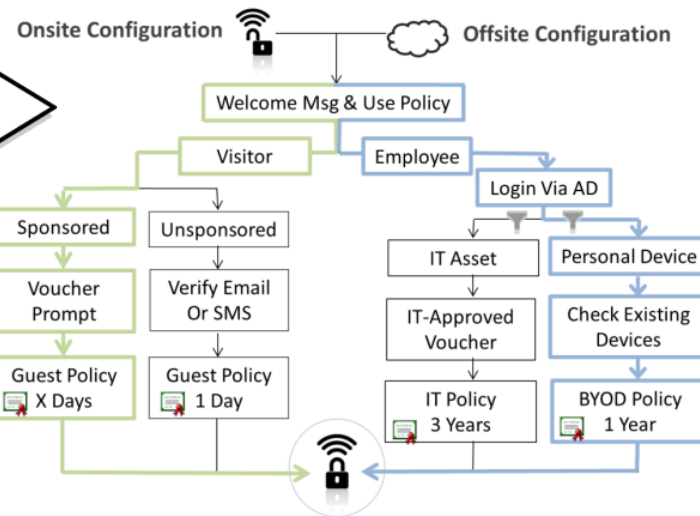 Onsite Configuration
Offsite Configuration
Welcome Msg & Use Policy
Visitor
Employee
Login Via AD
Sponsored
Unsponsored
IT Asset
Personal Device
Voucher
Prompt
Verify Email
Or SMS
IT-Approved
Voucher
Check Existing
Devices
Guest Policy
X Days
Guest Policy
1 Day
IT Policy
3 Years
BYOD Policy
1 Year